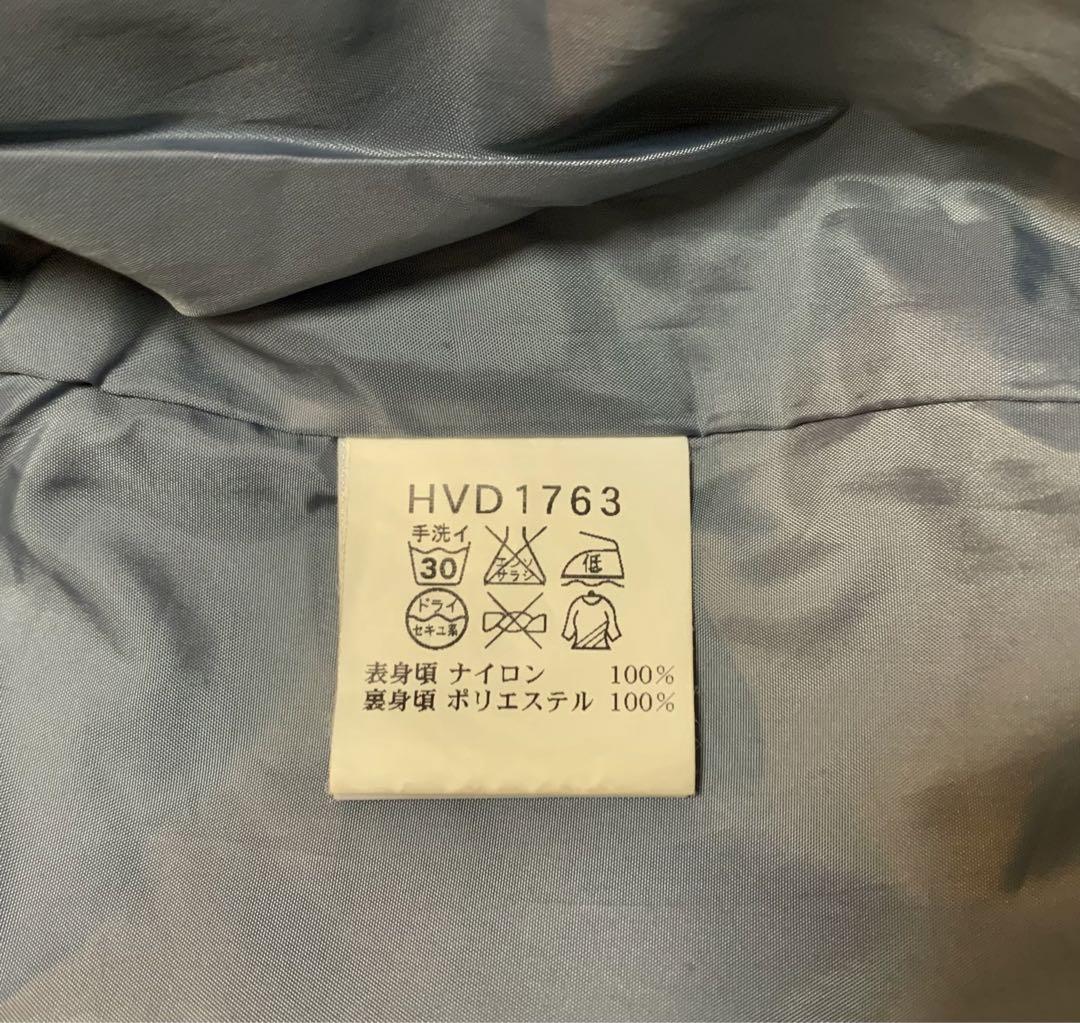 HVD1763
手洗イ
30
エンソ
サラシ
低
ドライ
セキユ系
表身頃 ナイロン 100%
裏身頃 ポリエステル 100%